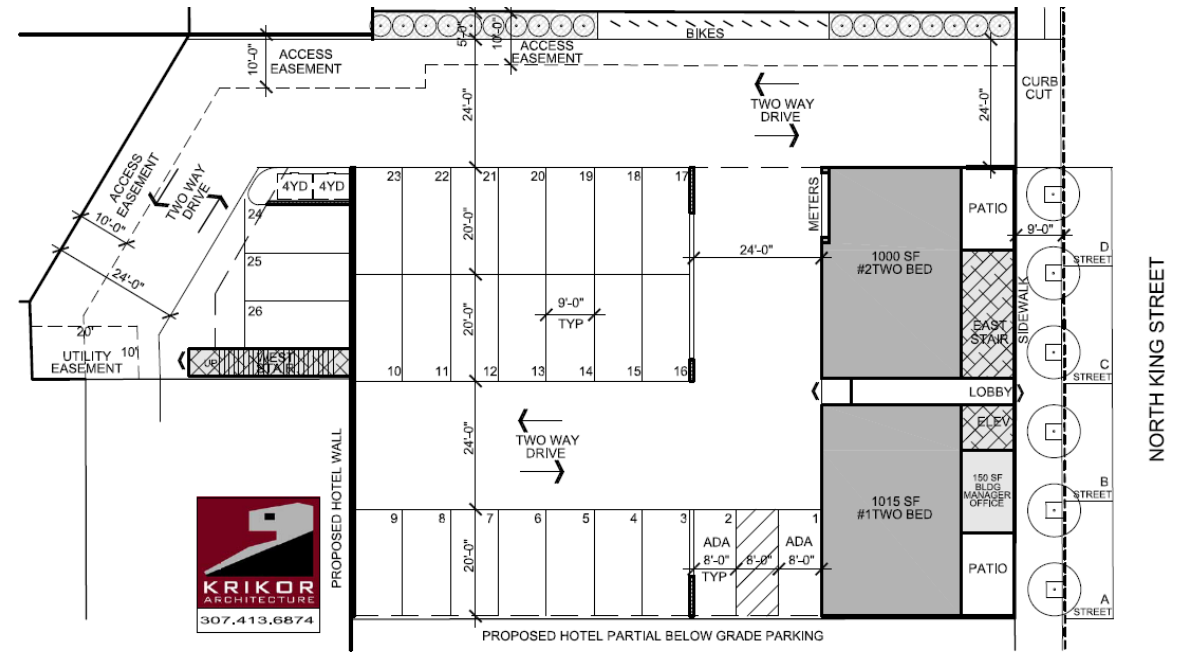 BIKES
5'-0"
10'-0"
ACCESS
EASEMENT
10'-0"
ACCESS
EASEMENT
24'-0"
TWO WAY
DRIVE
24'-0"
CURB
CUT
ACCESS
EASEMENT
TWO WAY
DRIVE
10'-0"
24'-0"
4YD
4YD
24
25
26
23
22
21
20
19
18
17
20'-0"
METERS
24'-0"
1000 SF
#2TWO BED
PATIO
9'-0"
D
STREET
SIDEWALK
NORTH KING STREET
9'-0"
TYP
20'-0"
EAST
STAIR
20'
10'
UTILITY
EASEMENT
UP
WEST
STAIR
10
11
12
13
14
15
16
C
STREET
LOBBY
ELEV
24'-0"
TWO WAY
DRIVE
PROPOSED HOTEL WALL
150 SF
BLDG
MANAGER
OFFICE
B
STREET
1015 SF
#1TWO BED
9
8
7
6
5
4
3
2
1
20'-0"
ADA
8'-0"
TYP
8'-0"
ADA
8'-0"
PATIO
A
STREET
KRIKOR
ARCHITECTURE
307.413.6874
PROPOSED HOTEL PARTIAL BELOW GRADE PARKING